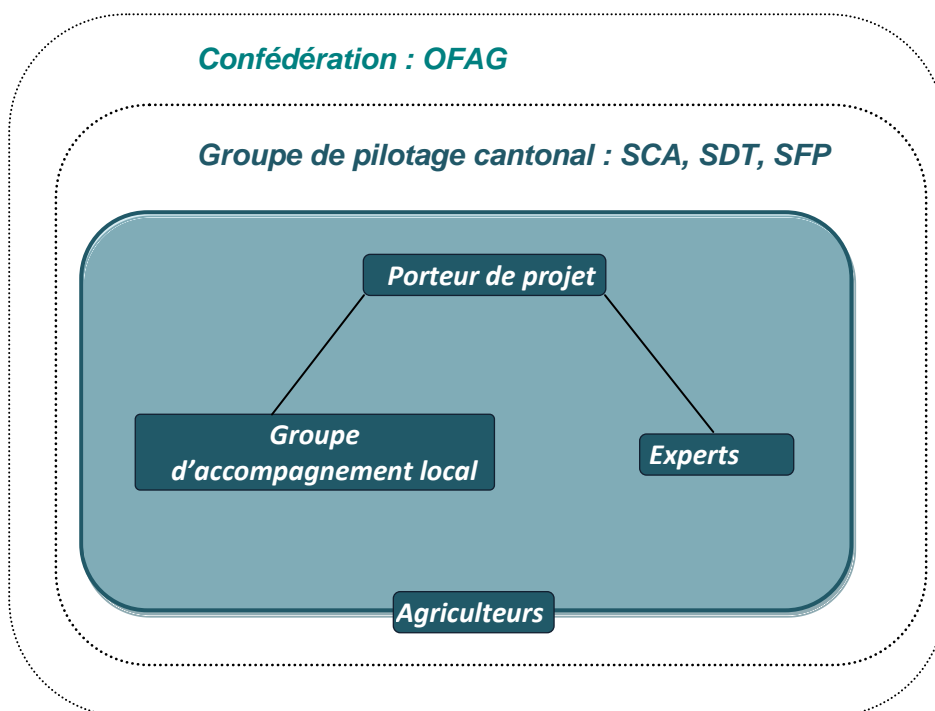 Confédération : OFAG
Groupe de pilotage cantonal : SCA, SDT, SFP
Porteur de projet
Groupe
d’accompagnement local
Experts
Agriculteurs